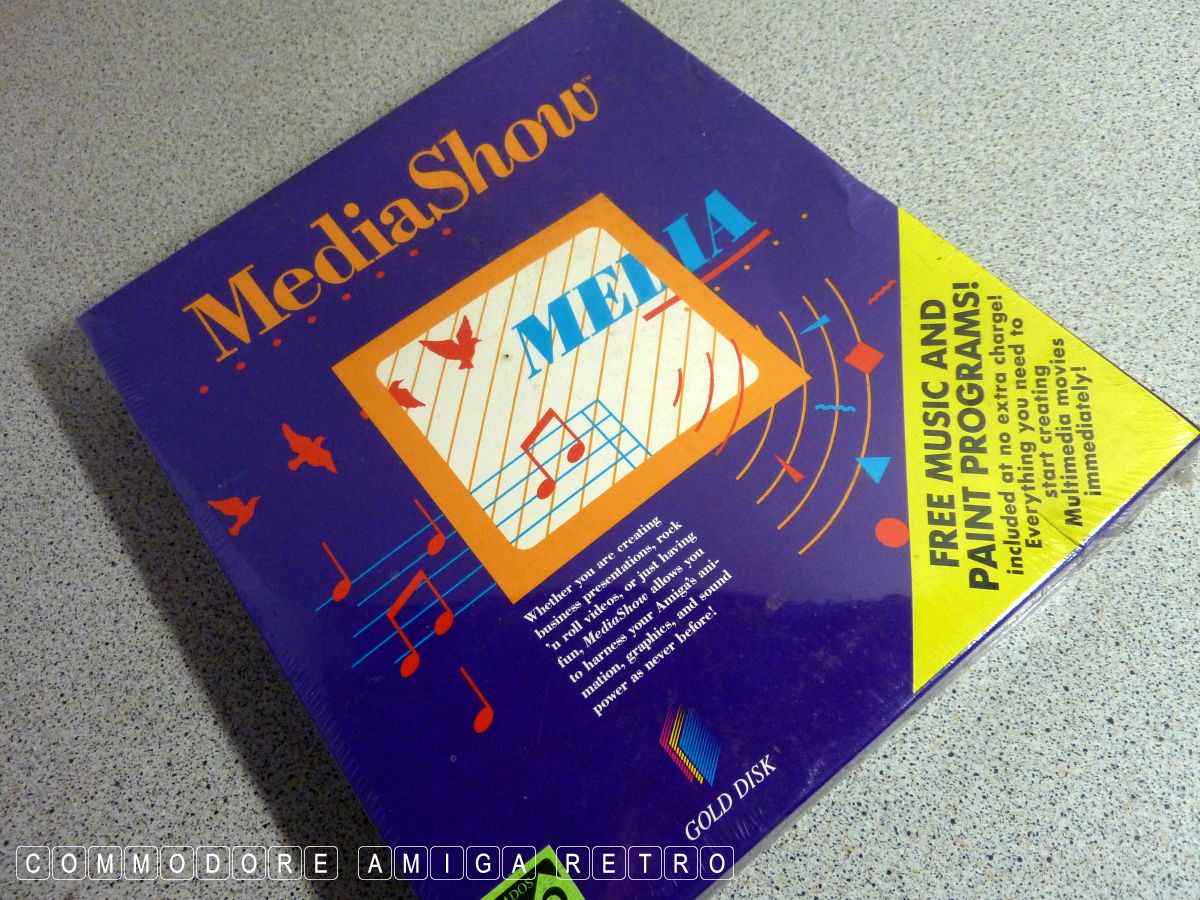 MediaShow™
MEDIA
FREE MUSIC AND
PAINT PROGRAMS!
included at no extra charge!
Everything you need to
start creating
Multimedia movies
immediately!
Whether you are creating
business presentations, rock
'n roll videos, or just having
fun, MediaShow allows you
to harness your Amiga's ani-
mation, graphics, and sound
power as never before!
GOLD DISK
COMMODORE AMIGA RETRO